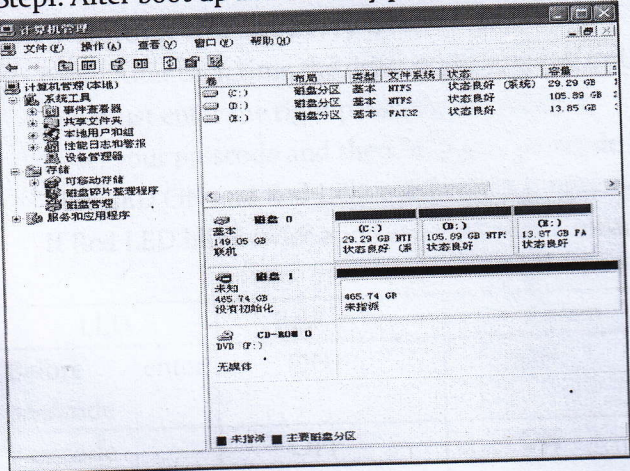 Step1. After boot up
计算机管理
文件(F) 操作(A) 查看(V) 窗口(W) 帮助(H)
计算机管理(本地)
系统工具
事件查看器
共享文件夹
本地用户和组
性能日志和警报
设备管理器
存储
可移动存储
磁盘碎片整理程序
磁盘管理
服务和应用程序
卷 布局 类型 文件系统 状态 容量
(C:) 磁盘分区 基本 NTFS 状态良好 (系统) 29.29 GB
(D:) 磁盘分区 基本 NTFS 状态良好 105.89 GB
(E:) 磁盘分区 基本 FAT32 状态良好 13.85 GB
磁盘 0
基本
149.05 GB
联机
(C:)
29.29 GB NTI
状态良好 (系
(D:)
105.89 GB NTF
状态良好
(E:)
13.87 GB FA
状态良好
磁盘 1
未知
465.74 GB
没有初始化
465.74 GB
未指派
CD-ROM 0
DVD (F:)
无媒体
未指派 主要磁盘分区